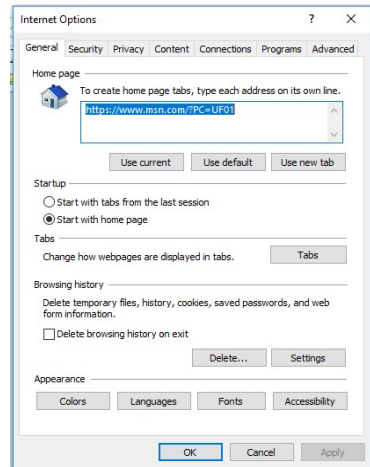 Internet Options ? X
General Security Privacy Content Connections Programs Advanced
Home page
To create home page tabs, type each address on its own line.
https://www.msn.com/?PC=UF01
Use current Use default Use new tab
Startup
Start with tabs from the last session
Start with home page
Tabs
Change how webpages are displayed in tabs. Tabs
Browsing history
Delete temporary files, history, cookies, saved passwords, and web
form information.
Delete browsing history on exit
Delete... Settings
Appearance
Colors Languages Fonts Accessibility
OK Cancel Apply